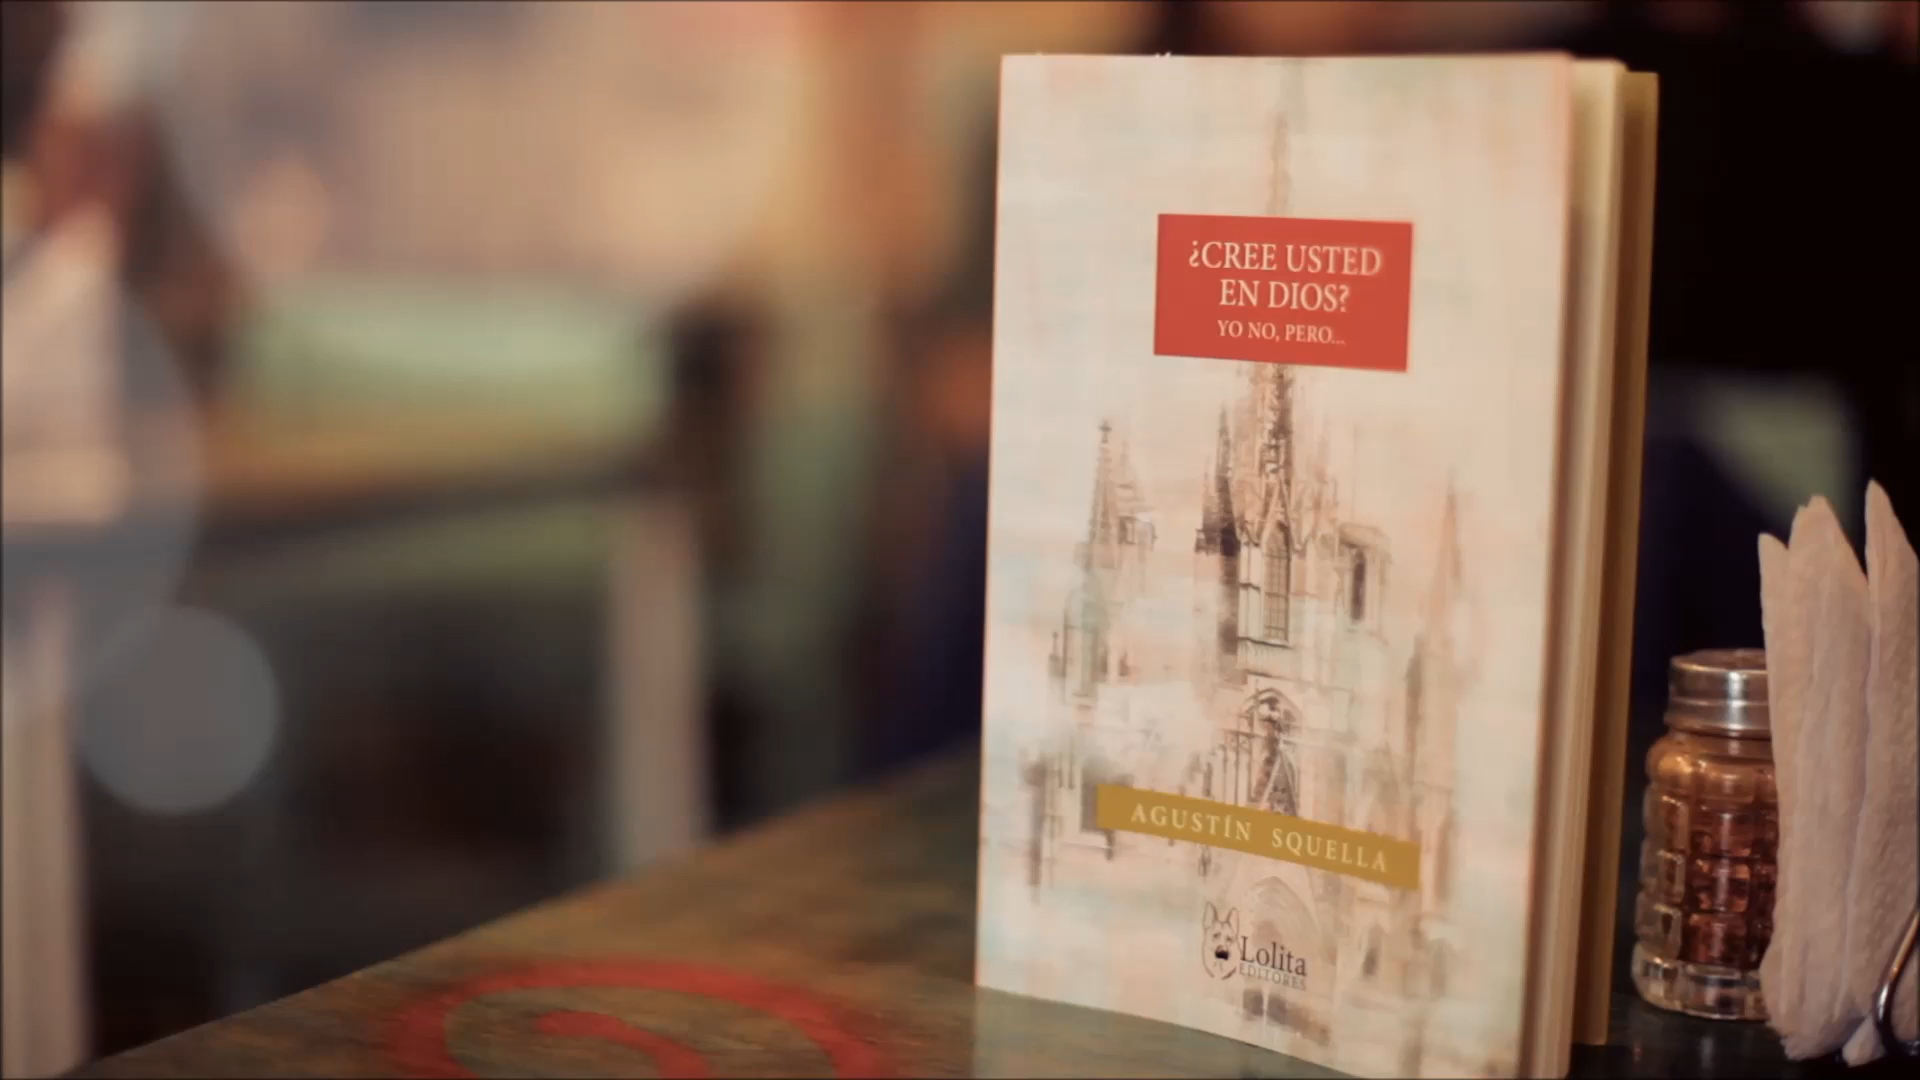 ¿CREE USTED
EN DIOS?
YO NO, PERO...
AGUSTÍN SQUELLA
Lolita
EDITORES